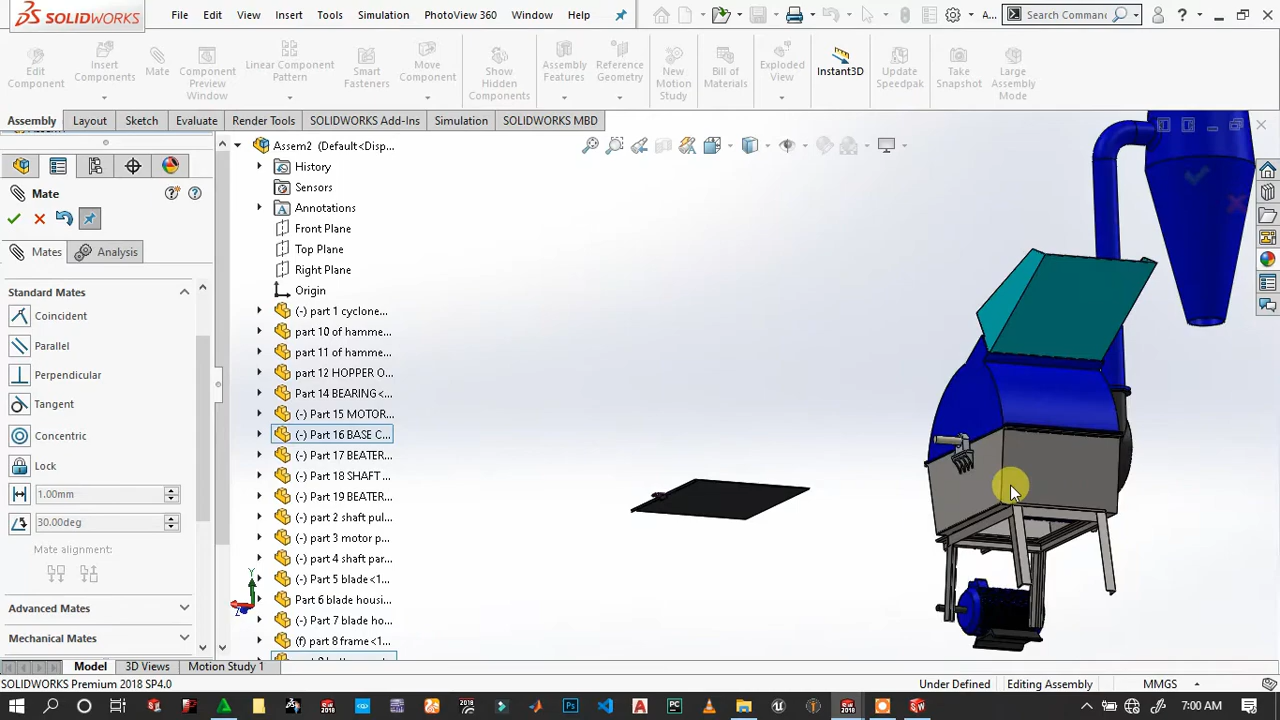 SOLIDWORKS File Edit View Insert Tools Simulation PhotoView 360 Window Help A... Search Comman
Edit Component
Insert Components
Mate
Component Preview Window
Linear Component Pattern
Smart Fasteners
Move Component
Show Hidden Components
Assembly Features
Reference Geometry
New Motion Study
Bill of Materials
Exploded View
Instant3D
Update Speedpak
Take Snapshot
Large Assembly Mode
Assembly Layout Sketch Evaluate Render Tools SOLIDWORKS Add-Ins Simulation SOLIDWORKS MBD
Mate
Mates Analysis
Standard Mates
Coincident
Parallel
Perpendicular
Tangent
Concentric
Lock
1.00mm
30.00deg
Mate alignment:
Advanced Mates
Mechanical Mates
Assem2 (Default<Disp...
History
Sensors
Annotations
Front Plane
Top Plane
Right Plane
Origin
(-) part 1 cyclone...
part 10 of hamme...
part 11 of hamme...
part 12 HOPPER O...
Part 14 BEARING<...
(-) Part 15 MOTOR...
(-) Part 16 BASE C...
(-) Part 17 BEATER...
(-) Part 18 SHAFT ...
(-) Part 19 BEATER...
(-) part 2 shaft pul...
(-) part 3 motor p...
(-) part 4 shaft par...
(-) Part 5 blade<1...
Part 6 blade housi...
(-) Part 7 blade ho...
(f) part 8 frame<1...
Y
Model 3D Views Motion Study 1
SOLIDWORKS Premium 2018 SP4.0 Under Defined Editing Assembly MMGS
7:00 AM